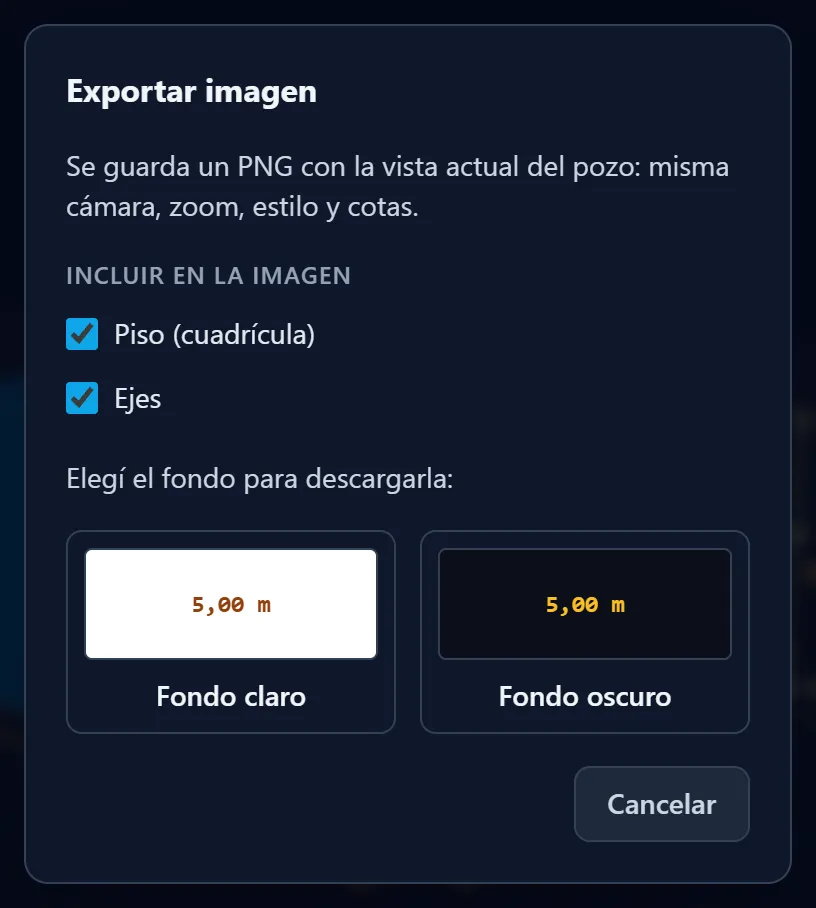 Exportar imagen
Se guarda un PNG con la vista actual del pozo: misma
cámara, zoom, estilo y cotas.
INCLUIR EN LA IMAGEN
Piso (cuadrícula)
Ejes
Elegí el fondo para descargarla:
5,00 m
Fondo claro
5,00 m
Fondo oscuro
Cancelar